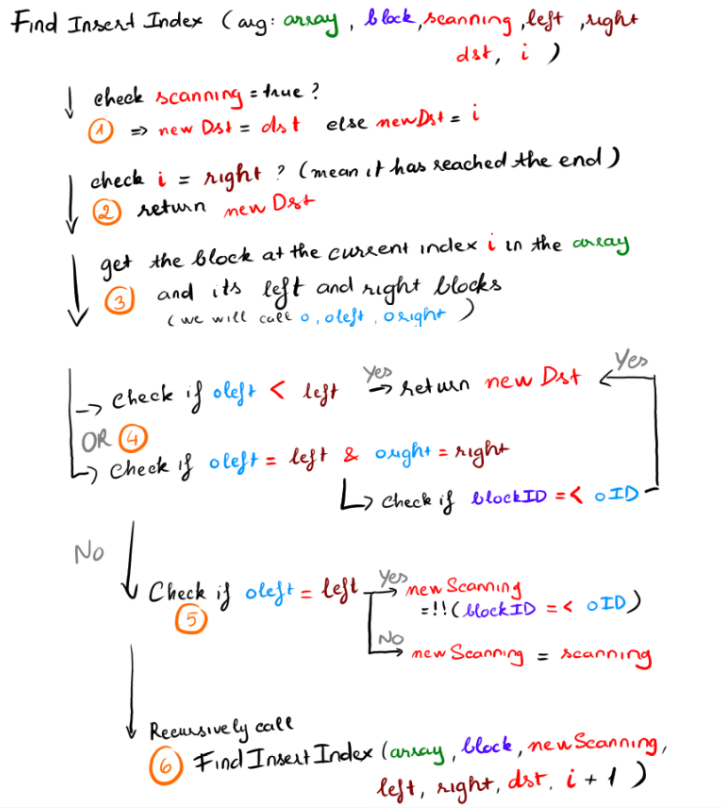 Find Insert Index (arg: array, block, scanning, left, right
dst, i )
check scanning = true ?
1 => new Dst = dst else newDst = i
check i = right ? (mean it has reached the end)
2 return new Dst
get the block at the current index i in the array
3 and its left and right blocks
(we will call o, oleft, oright )
-> Check if oleft < left Yes -> return new Dst <- Yes
OR 4
-> Check if oleft = left & oright = right
-> check if blockID =< oID
No
Check if oleft = left Yes -> new Scanning
5 =!!(blockID =< oID)
No -> new Scanning = scanning
Recursively call
6 Find Insert Index (array, block, new Scanning,
left, right, dst, i + 1 )